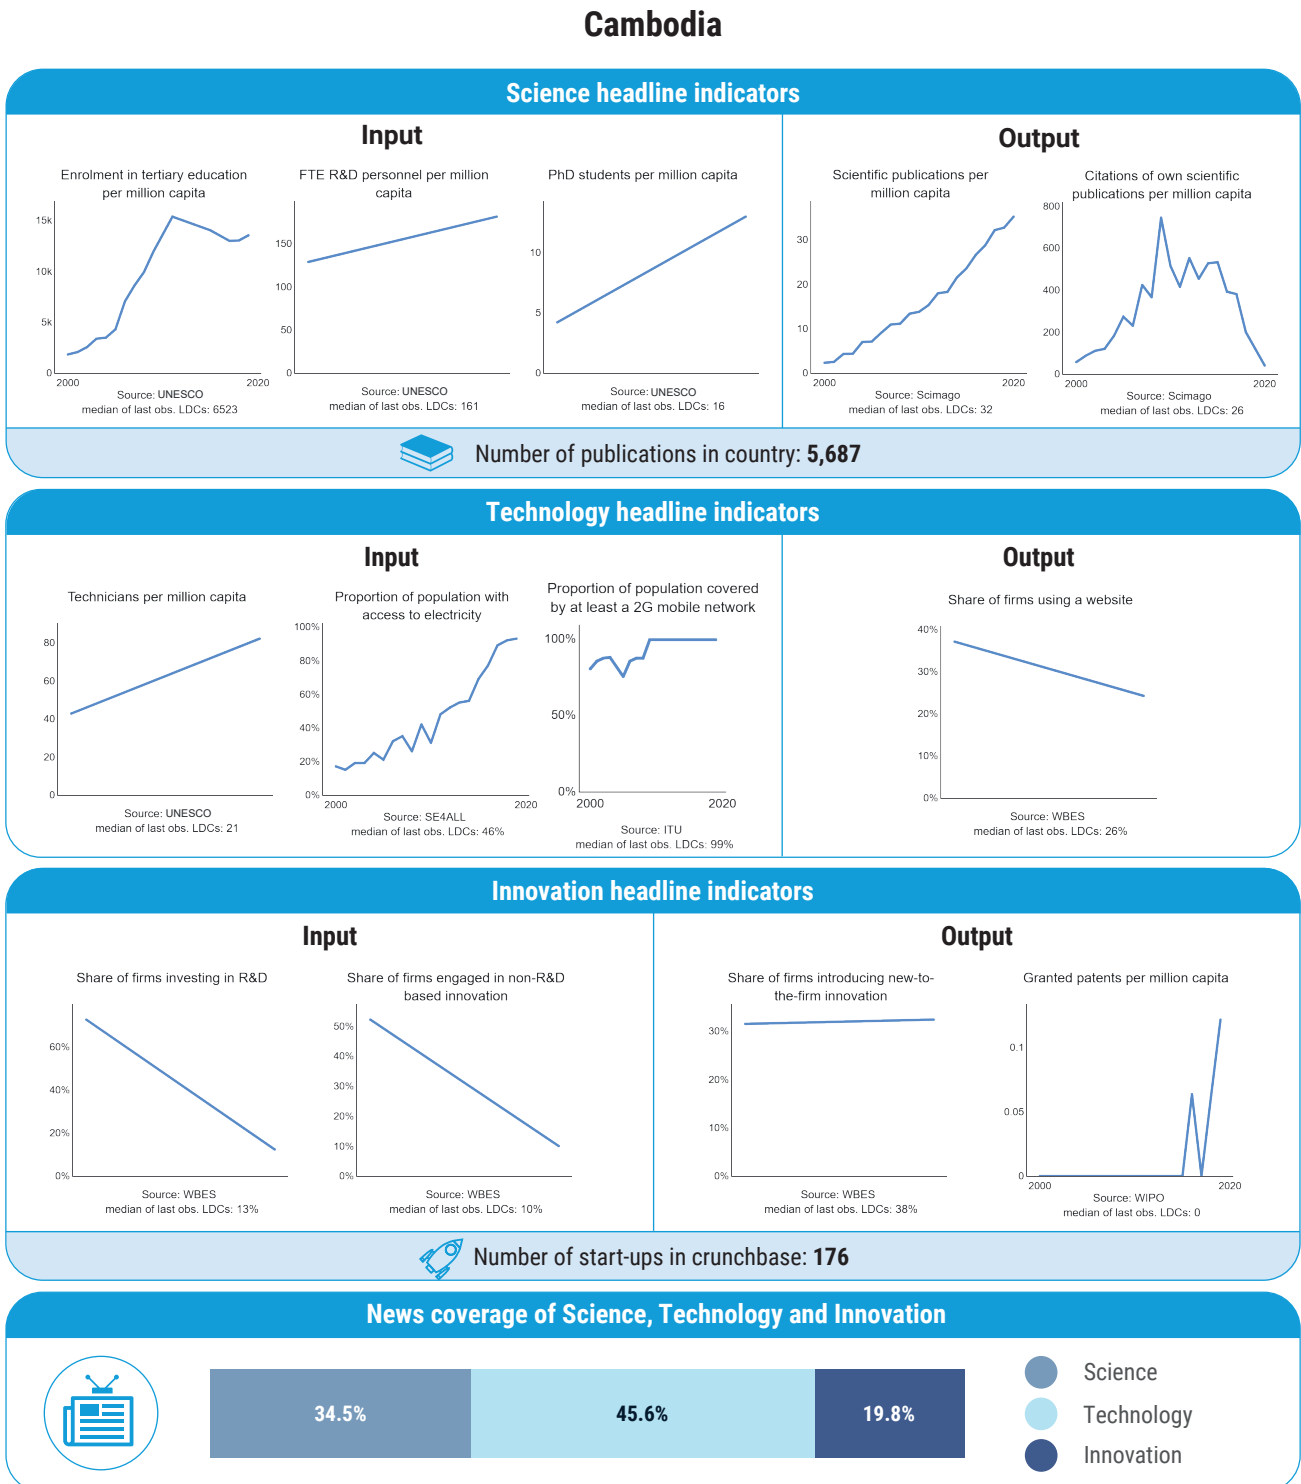 Cambodia
Science headline indicators
Input
Enrolment in tertiary education
per million capita
15k
10k
5k
0
2000
2020
Source: UNESCO
median of last obs. LDCs: 6523
FTE R&D personnel per million
capita
150
100
50
0
Source: UNESCO
median of last obs. LDCs: 161
PhD students per million capita
10
5
0
Source: UNESCO
median of last obs. LDCs: 16
Output
Scientific publications per
million capita
30
20
10
0
2000
2020
Source: Scimago
median of last obs. LDCs: 32
Citations of own scientific
publications per million capita
800
600
400
200
0
2000
2020
Source: Scimago
median of last obs. LDCs: 26
Number of publications in country: 5,687
Technology headline indicators
Input
Technicians per million capita
80
60
40
20
0
Source: UNESCO
median of last obs. LDCs: 21
Proportion of population with
access to electricity
100%
80%
60%
40%
20%
0%
2000
2020
Source: SE4ALL
median of last obs. LDCs: 46%
Proportion of population covered
by at least a 2G mobile network
100%
50%
0%
2000
2020
Source: ITU
median of last obs. LDCs: 99%
Output
Share of firms using a website
40%
30%
20%
10%
0%
Source: WBES
median of last obs. LDCs: 26%
Innovation headline indicators
Input
Share of firms investing in R&D
60%
40%
20%
0%
Source: WBES
median of last obs. LDCs: 13%
Share of firms engaged in non-R&D
based innovation
50%
40%
30%
20%
10%
0%
Source: WBES
median of last obs. LDCs: 10%
Output
Share of firms introducing new-to-
the-firm innovation
30%
20%
10%
0%
Source: WBES
median of last obs. LDCs: 38%
Granted patents per million capita
0.1
0.05
0
2000
2020
Source: WIPO
median of last obs. LDCs: 0
Number of start-ups in crunchbase: 176
News coverage of Science, Technology and Innovation
34.5%
45.6%
19.8%
Science
Technology
Innovation